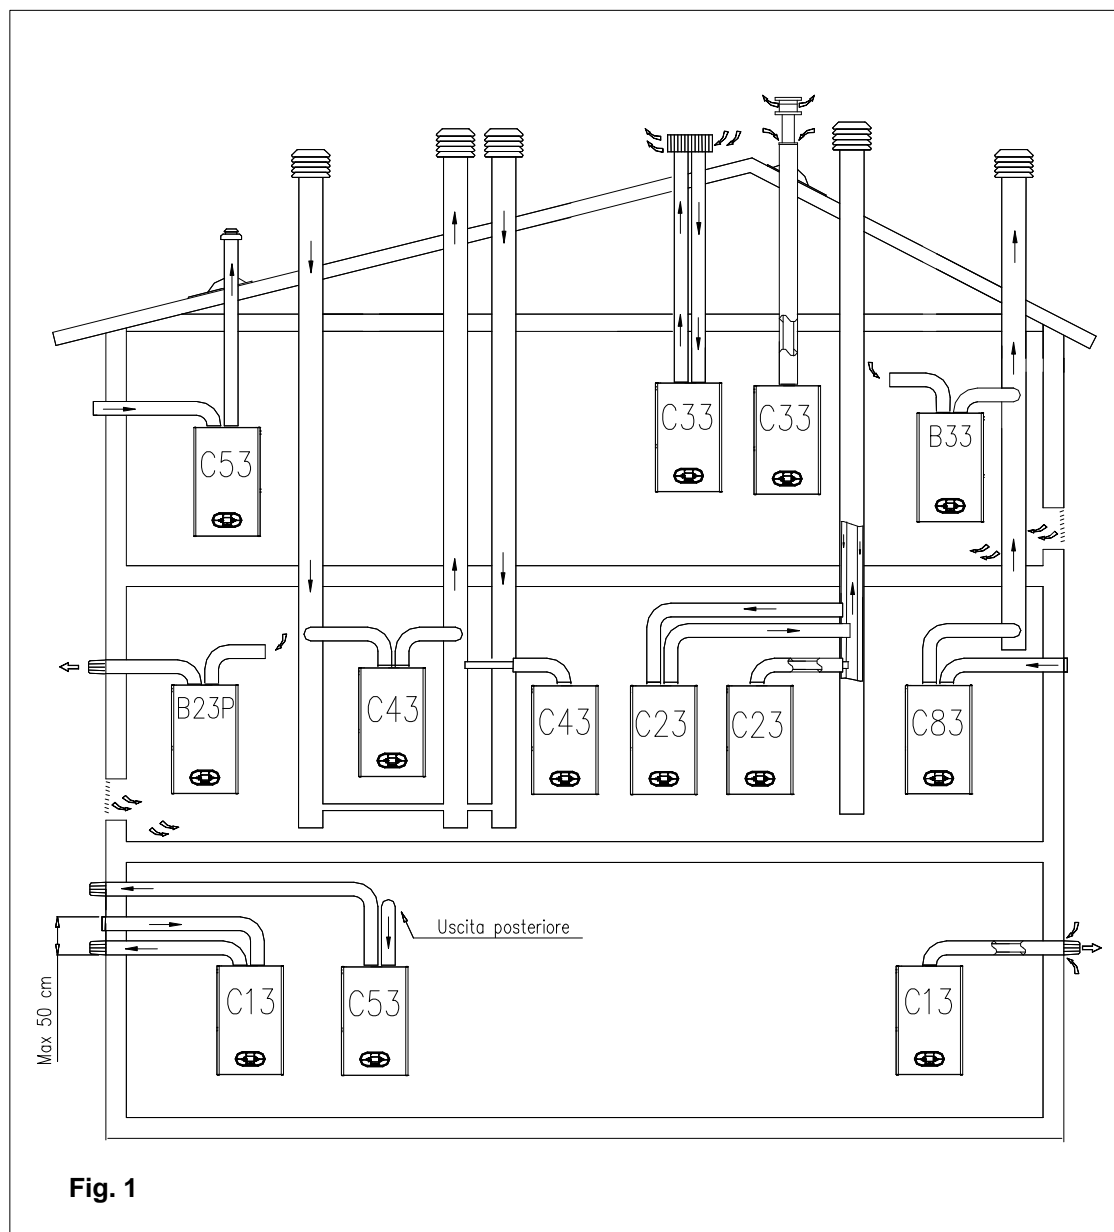 C33
C33
B33
C53
B23P
C43
C43
C23
C23
C83
Uscita posteriore
Max 50 cm
C13
C53
C13
Fig. 1